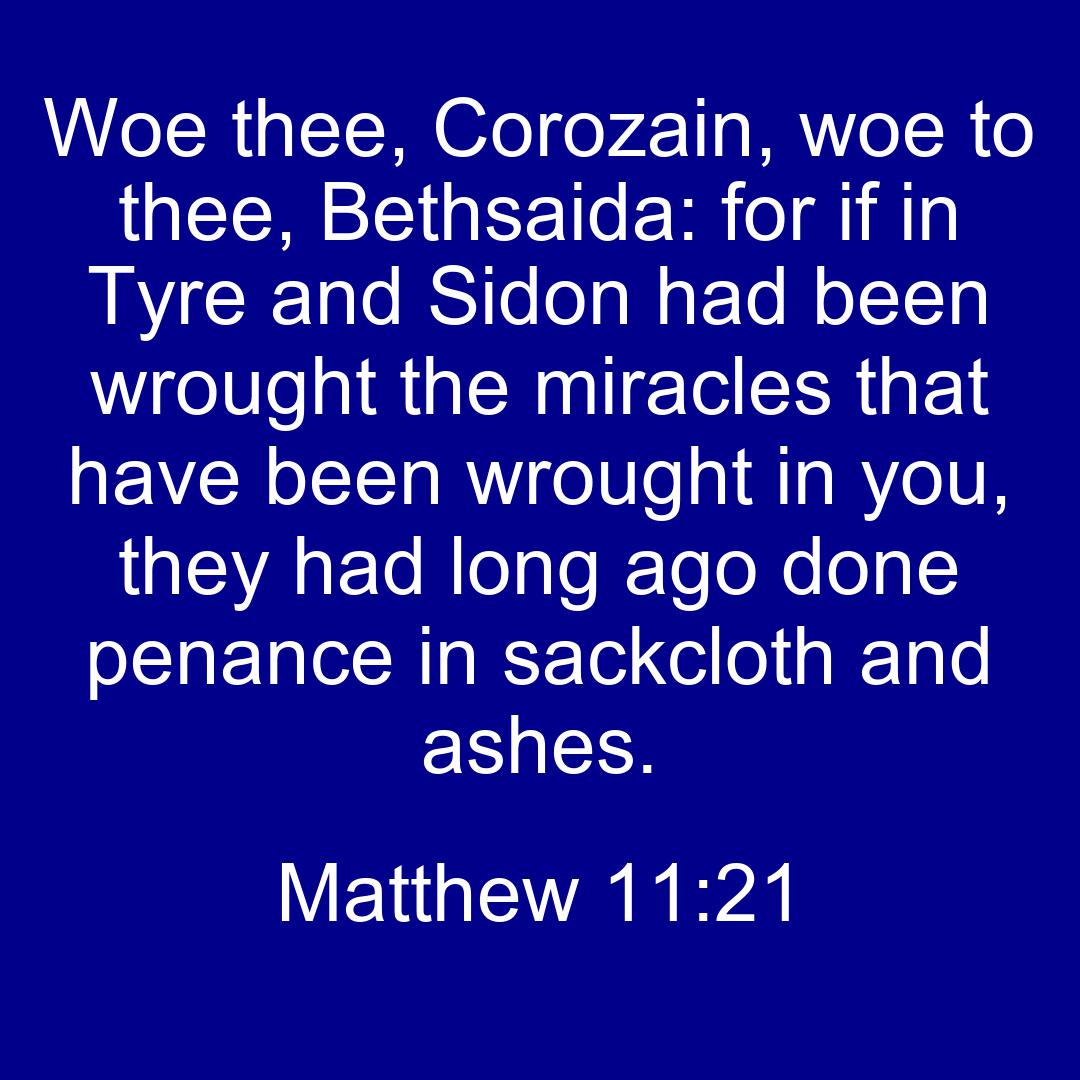 Woe thee, Corozain, woe to
thee, Bethsaida: for if in
Tyre and Sidon had been
wrought the miracles that
have been wrought in you,
they had long ago done
penance in sackcloth and
ashes.
Matthew 11:21